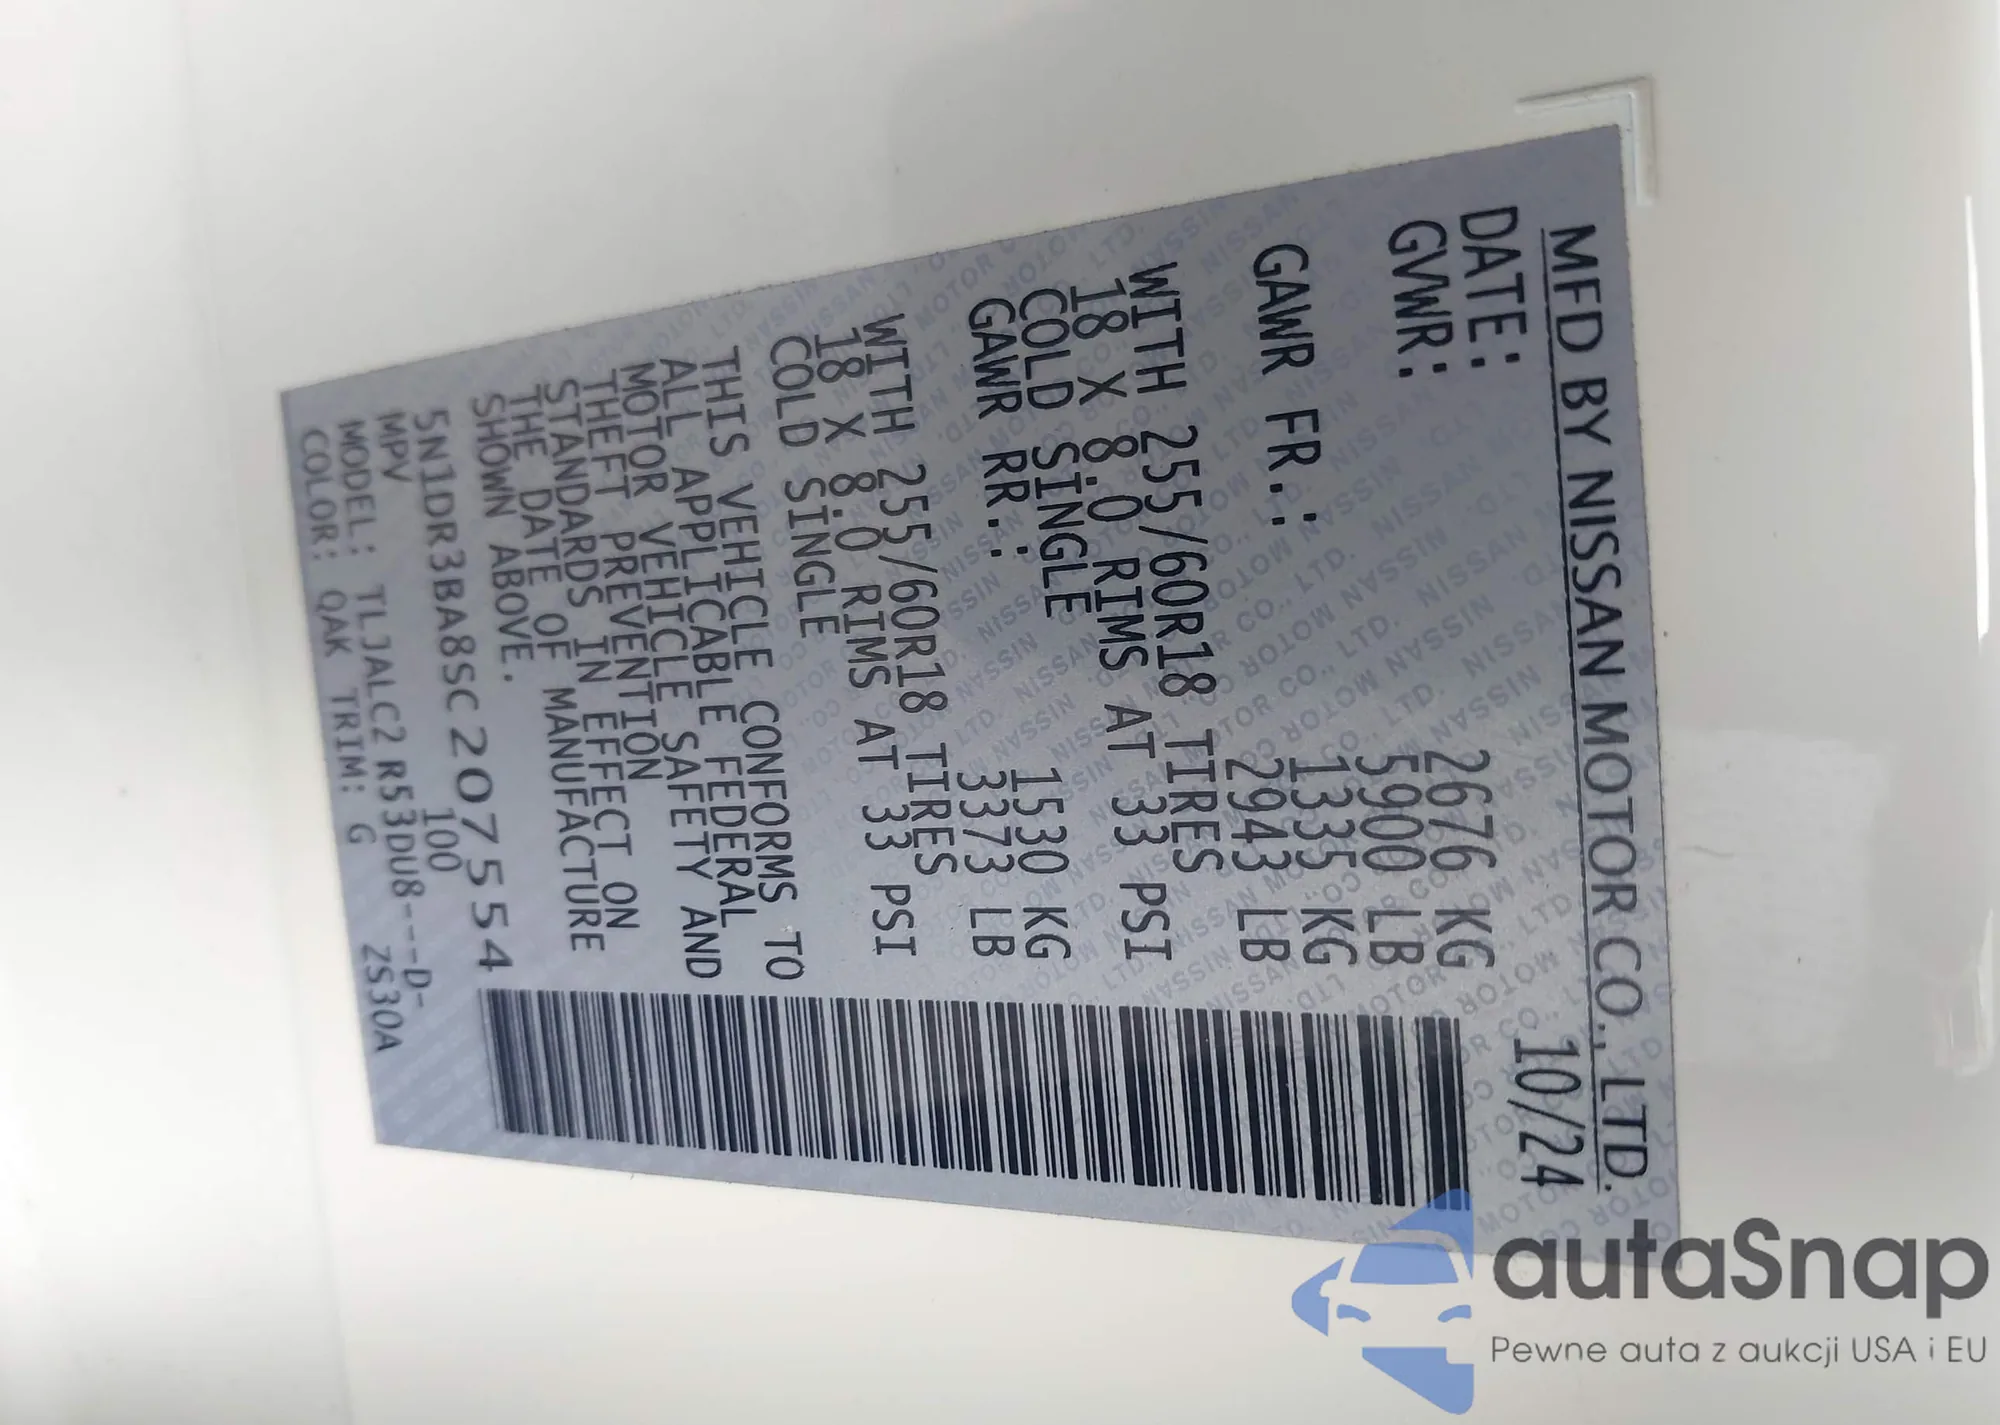 MFD BY NISSAN MOTOR CO., LTD.
DATE: 10/24
GVWR: 2676 KG
5900 LB
GAWR FR.: 1335 KG
2943 LB
WITH 255/60R18 TIRES
18 X 8.0 RIMS AT 33 PSI
COLD SINGLE
GAWR RR.: 1530 KG
3373 LB
WITH 255/60R18 TIRES
18 X 8.0 RIMS AT 33 PSI
COLD SINGLE
THIS VEHICLE CONFORMS TO
ALL APPLICABLE FEDERAL
MOTOR VEHICLE SAFETY AND
THEFT PREVENTION
STANDARDS IN EFFECT ON
THE DATE OF MANUFACTURE
SHOWN ABOVE.
5N1DR3BA8SC207554
MPV 100
MODEL: TLJALC2 R53DU8---D-
COLOR: QAK TRIM: G ZS30A
autaSnap
Pewne auta z aukcji USA i EU